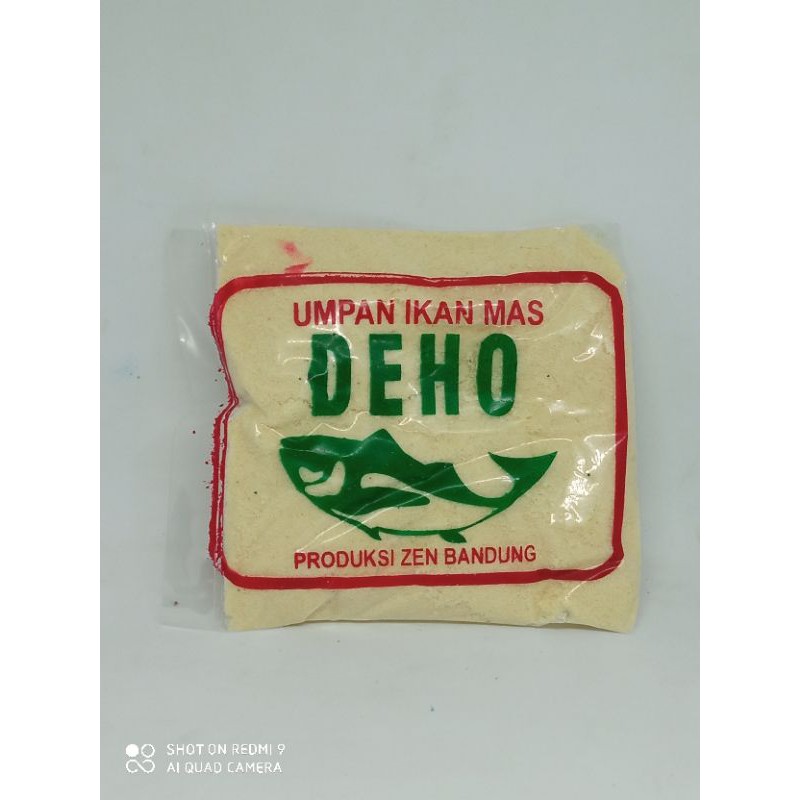 UMPAN IKAN MAS
DEHO
PRODUKSI ZEN BANDUNG
SHOT ON REDMI 9
AI QUAD CAMERA